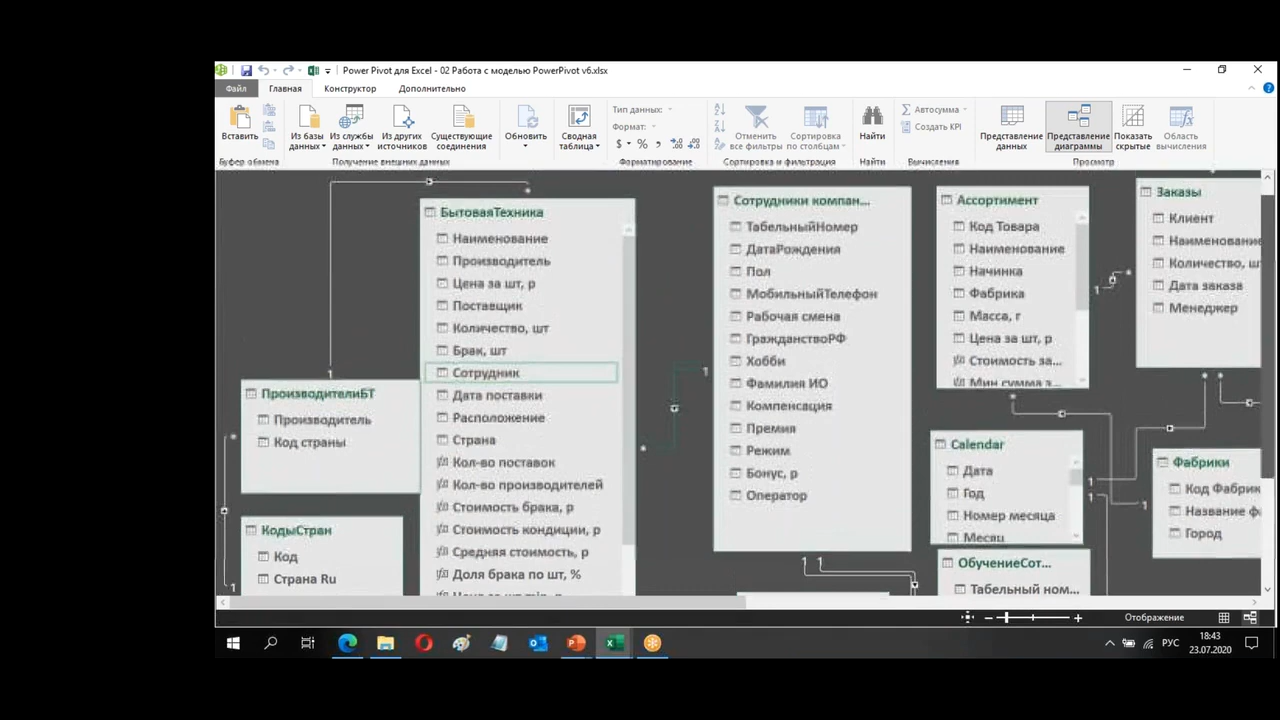 Power Pivot для Excel - 02 Работа с моделью PowerPivot v6.xlsx
Файл
Главная
Конструктор
Дополнительно
Вставить
Буфер обмена
Из базы данных
Из службы данных
Из других источников
Существующие соединения
Получение внешних данных
Обновить
Сводная таблица
Тип данных:
Формат:
$ % ,
Форматирование
Отменить все фильтры
Сортировка по столбцам
Сортировка и фильтрация
Найти
Найти
Автосумма
Создать KPI
Вычисления
Представление данных
Представление диаграммы
Показать скрытые
Область вычисления
Просмотр
БытоваяТехника
Наименование
Производитель
Цена за шт, р
Поставщик
Количество, шт
Брак, шт
Сотрудник
Дата поставки
Расположение
Страна
Кол-во поставок
Кол-во производителей
Стоимость брака, р
Стоимость кондиции, р
Средняя стоимость, р
Доля брака по шт, %
ПроизводителиБТ
Производитель
Код страны
КодыСтран
Код
Страна Ru
Сотрудники компан...
ТабельныйНомер
ДатаРождения
Пол
МобильныйТелефон
Рабочая смена
ГражданствоРФ
Хобби
Фамилия ИО
Компенсация
Премия
Режим
Бонус, р
Оператор
Ассортимент
Код Товара
Наименование
Начинка
Фабрика
Масса, г
Цена за шт, р
Стоимость за...
Мин сумма з...
Calendar
Дата
Год
Номер месяца
Месяц
ОбучениеСот...
Табельный ном...
Заказы
Клиент
Наименование
Количество, шт
Дата заказа
Менеджер
Фабрики
Код Фабрик
Название ф
Город
Отображение
РУС
18:43
23.07.2020